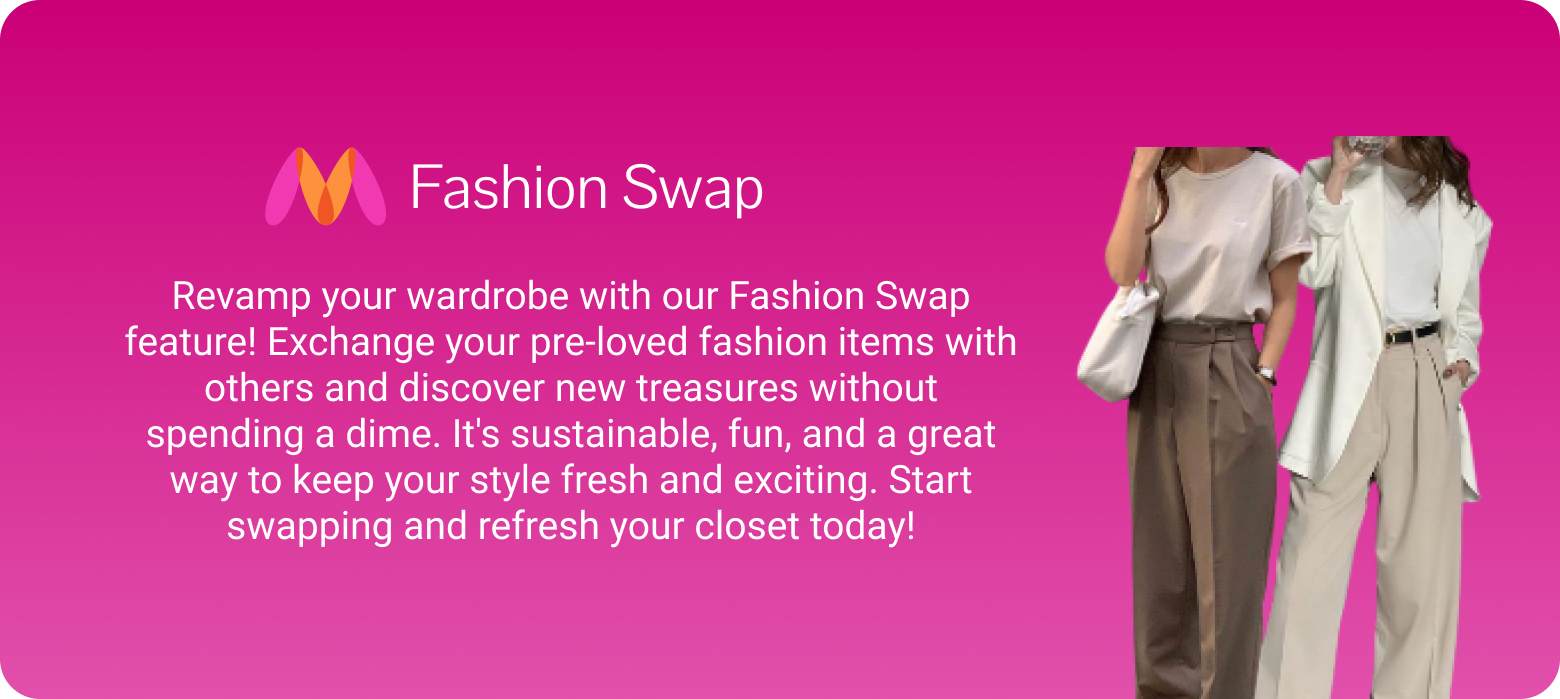 Fashion Swap
Revamp your wardrobe with our Fashion Swap
feature! Exchange your pre-loved fashion items with
others and discover new treasures without
spending a dime. It's sustainable, fun, and a great
way to keep your style fresh and exciting. Start
swapping and refresh your closet today!